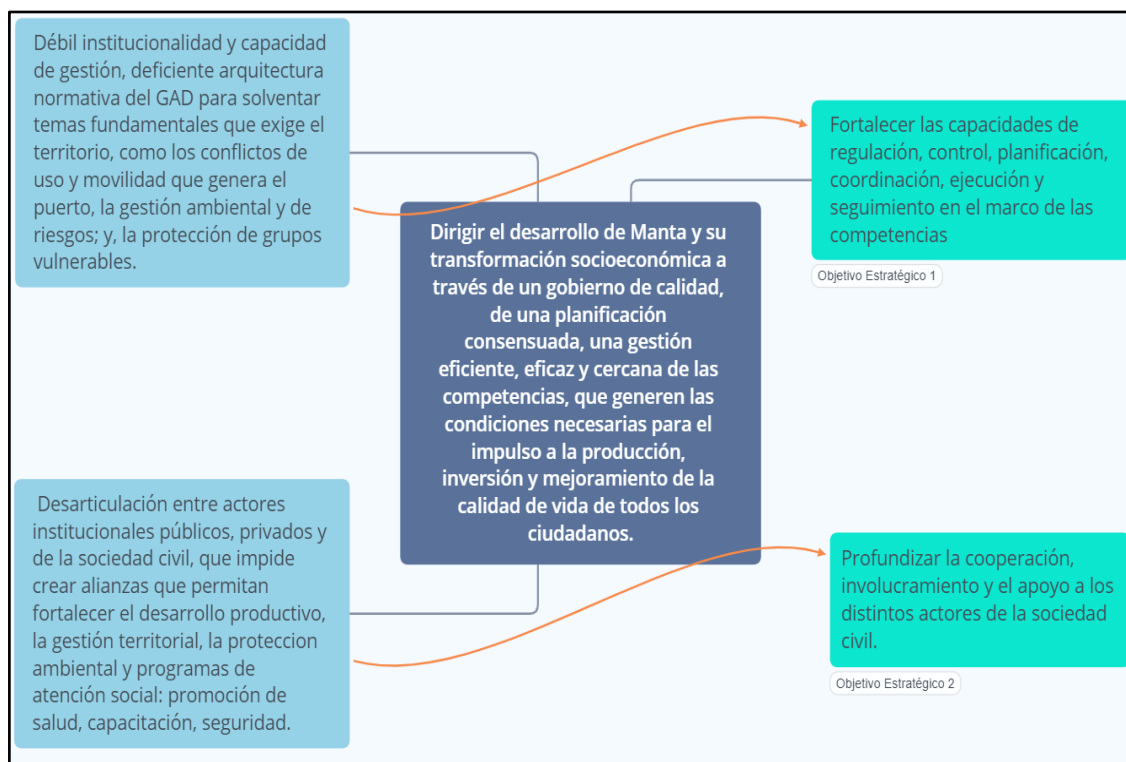 Débil institucionalidad y capacidad
de gestión, deficiente arquitectura
normativa del GAD para solventar
temas fundamentales que exige el
territorio, como los conflictos de
uso y movilidad que genera el
puerto, la gestión ambiental y de
riesgos; y, la protección de grupos
vulnerables.
Fortalecer las capacidades de
regulación, control, planificación,
coordinación, ejecución y
seguimiento en el marco de las
competencias
Objetivo Estratégico 1
Dirigir el desarrollo de Manta y su
transformación socioeconómica a
través de un gobierno de calidad,
de una planificación
consensuada, una gestión
eficiente, eficaz y cercana de las
competencias, que generen las
condiciones necesarias para el
impulso a la producción,
inversión y mejoramiento de la
calidad de vida de todos los
ciudadanos.
Desarticulación entre actores
institucionales públicos, privados y
de la sociedad civil, que impide
crear alianzas que permitan
fortalecer el desarrollo productivo,
la gestión territorial, la proteccion
ambiental y programas de
atención social: promoción de
salud, capacitación, seguridad.
Profundizar la cooperación,
involucramiento y el apoyo a los
distintos actores de la sociedad
civil.
Objetivo Estratégico 2